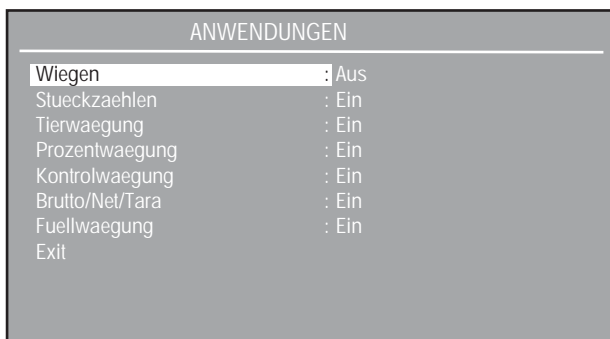 ANWENDUNGEN
Wiegen : Aus
Stueckzaehlen : Ein
Tierwaegung : Ein
Prozentwaegung : Ein
Kontrolwaegung : Ein
Brutto/Net/Tara : Ein
Fuellwaegung : Ein
Exit